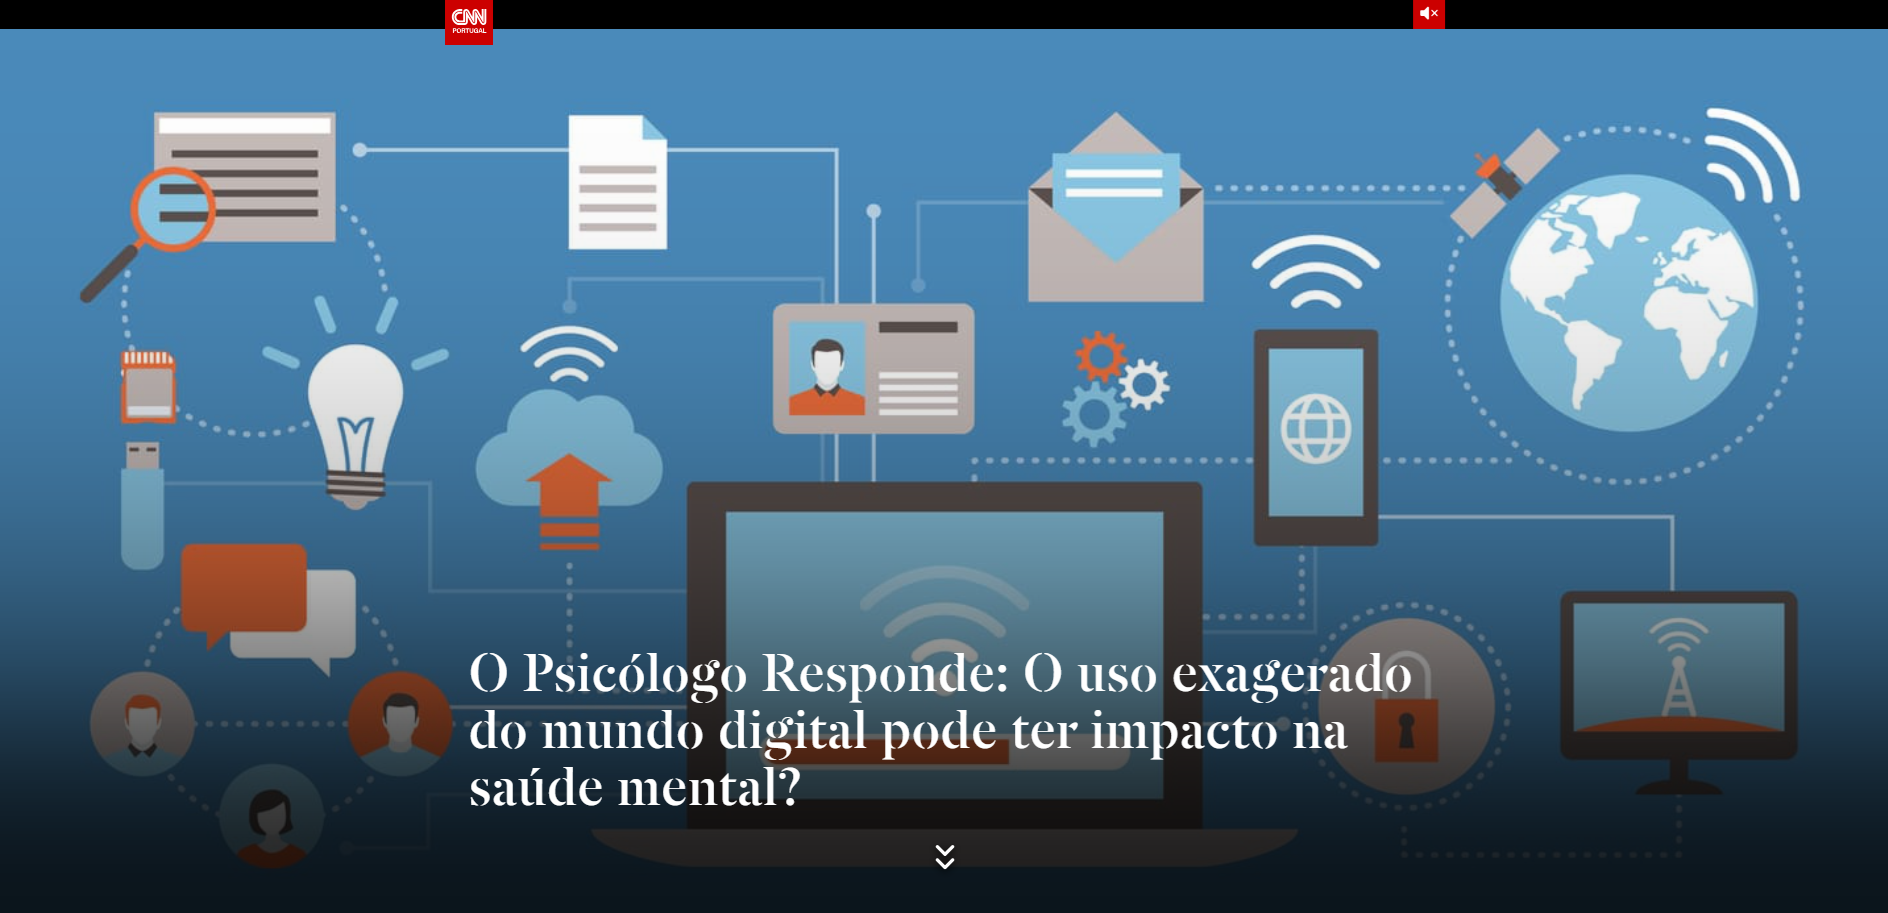 CNN
PORTUGAL
O Psicólogo Responde: O uso exagerado
do mundo digital pode ter impacto na
saúde mental?